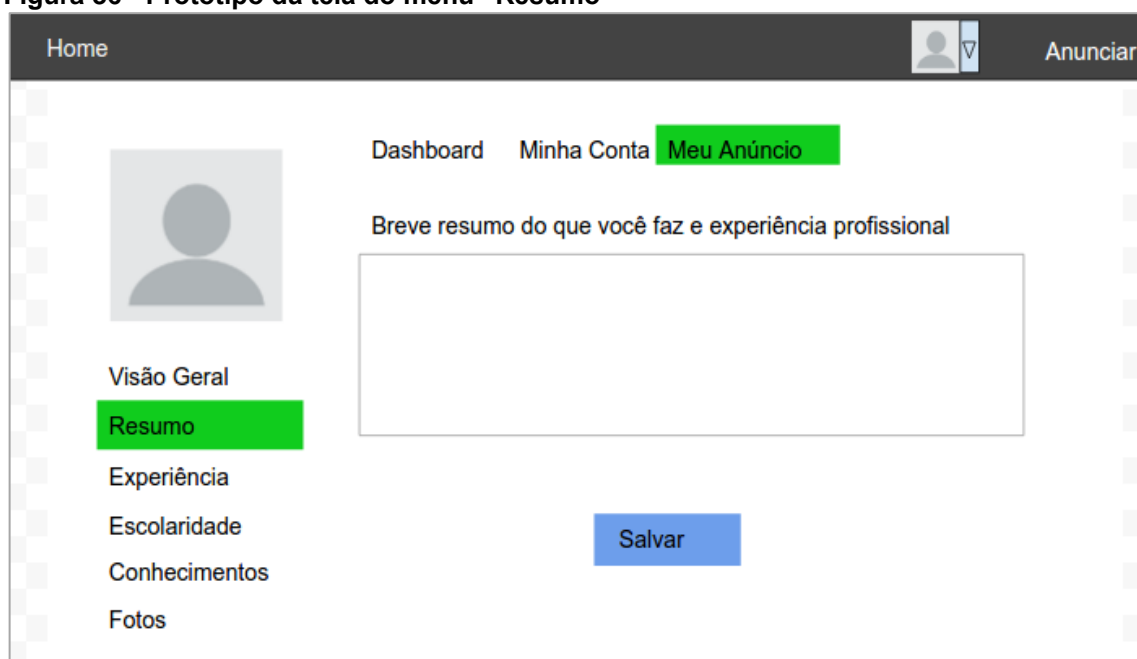 Figura 36 - Protótipo da tela do menu "Resumo"
Home
Anunciar
Dashboard Minha Conta Meu Anúncio
Breve resumo do que você faz e experiência profissional
Visão Geral
Resumo
Experiência
Escolaridade
Salvar
Conhecimentos
Fotos